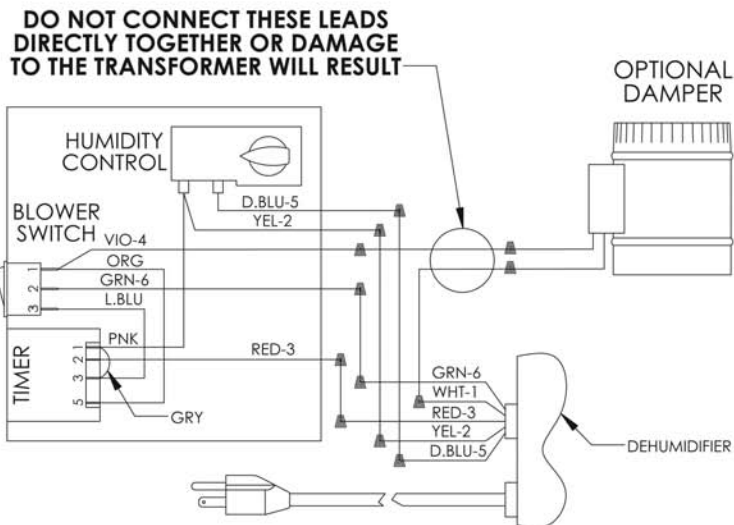 DO NOT CONNECT THESE LEADS
DIRECTLY TOGETHER OR DAMAGE
TO THE TRANSFORMER WILL RESULT
OPTIONAL
DAMPER
HUMIDITY
CONTROL
D.BLU-5
YEL-2
BLOWER
SWITCH
VIO-4
ORG
GRN-6
L.BLU
1
2
3
PNK
RED-3
TIMER
1
2
3
5
GRY
GRN-6
WHT-1
RED-3
YEL-2
D.BLU-5
DEHUMIDIFIER